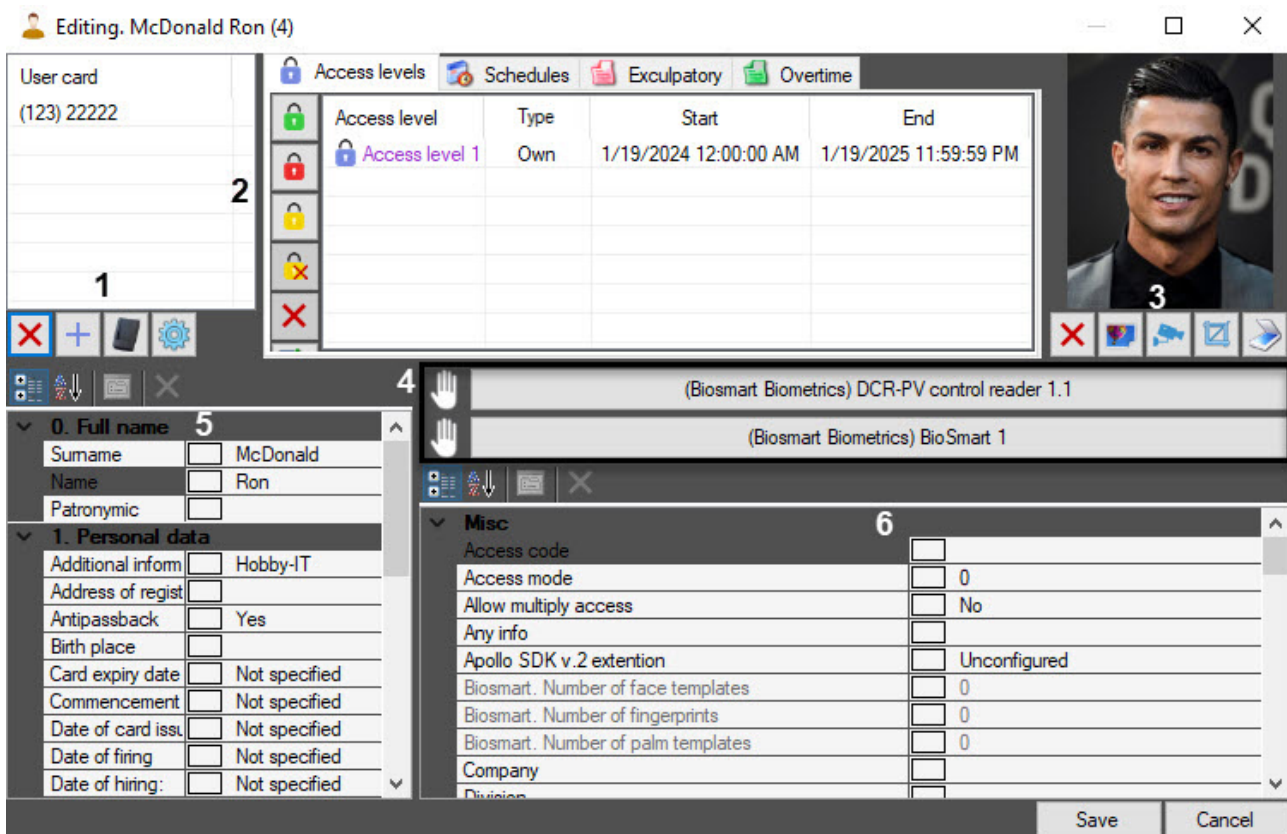 Editing. McDonald Ron (4)
User card
(123) 22222
2
1
Access levels Schedules Exculpatory Overtime
Access level Type Start End
Access level 1 Own 1/19/2024 12:00:00 AM 1/19/2025 11:59:59 PM
3
4
(Biosmart Biometrics) DCR-PV control reader 1.1
(Biosmart Biometrics) BioSmart 1
0. Full name 5
Surname McDonald
Name Ron
Patronymic
1. Personal data
Additional inform Hobby-IT
Address of regist
Antipassback Yes
Birth place
Card expiry date Not specified
Commencement Not specified
Date of card issu Not specified
Date of firing Not specified
Date of hiring: Not specified
Misc 6
Access code
Access mode 0
Allow multiply access No
Any info
Apollo SDK v.2 extention Unconfigured
Biosmart. Number of face templates 0
Biosmart. Number of fingerprints 0
Biosmart. Number of palm templates 0
Company
Division
Save Cancel